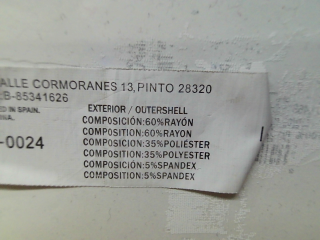 ALLE CORMORANES 13, PINTO 28320
B-85341626
ED IN SPAIN.
-0024
EXTERIOR / OUTERSHELL
COMPOSICIÓN:60%RAYÓN
COMPOSITION:60%RAYON
COMPOSICIÓN:35%POLIÉSTER
COMPOSITION:35%POLYESTER
COMPOSICIÓN:5%SPANDEX
COMPOSITION:5%SPANDEX